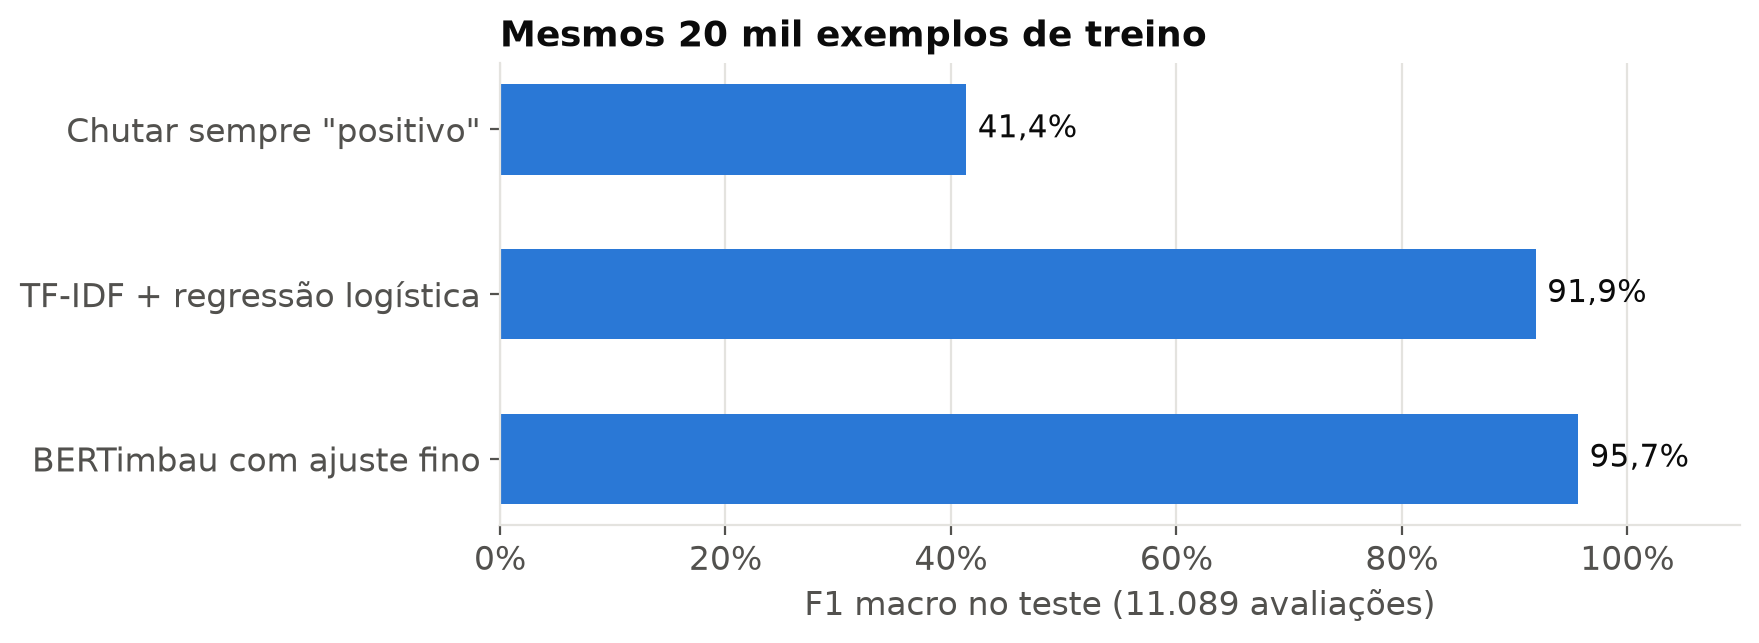 Mesmos 20 mil exemplos de treino
Chutar sempre "positivo"
41,4%
TF-IDF + regressão logística
91,9%
BERTimbau com ajuste fino
95,7%
0% 20% 40% 60% 80% 100%
F1 macro no teste (11.089 avaliações)